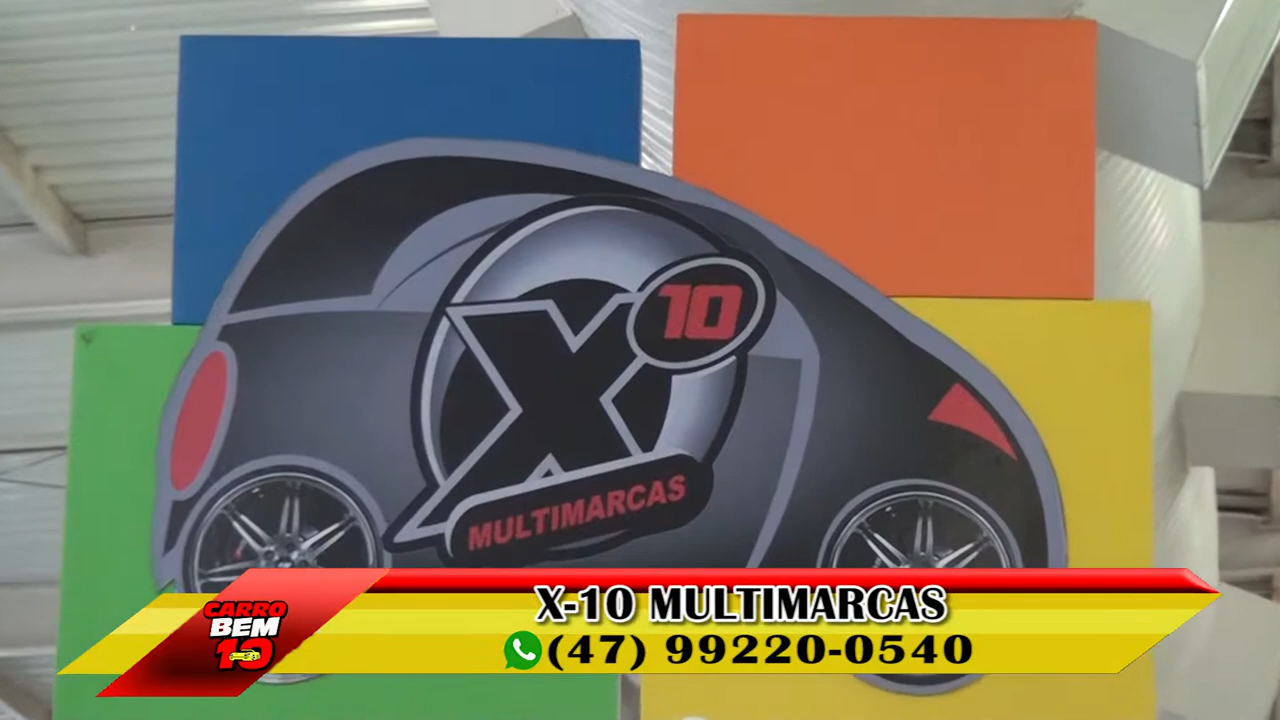 X
10
MULTIMARCAS
CARRO
BEM
10
X-10 MULTIMARCAS
(47) 99220-0540